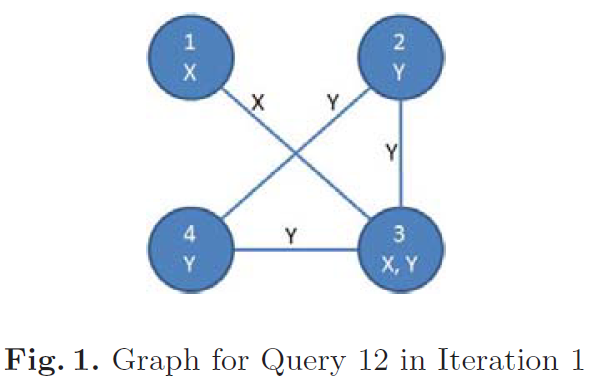 1
X
2
Y
X
Y
Y
4
Y
Y
3
X, Y
Fig. 1. Graph for Query 12 in Iteration 1